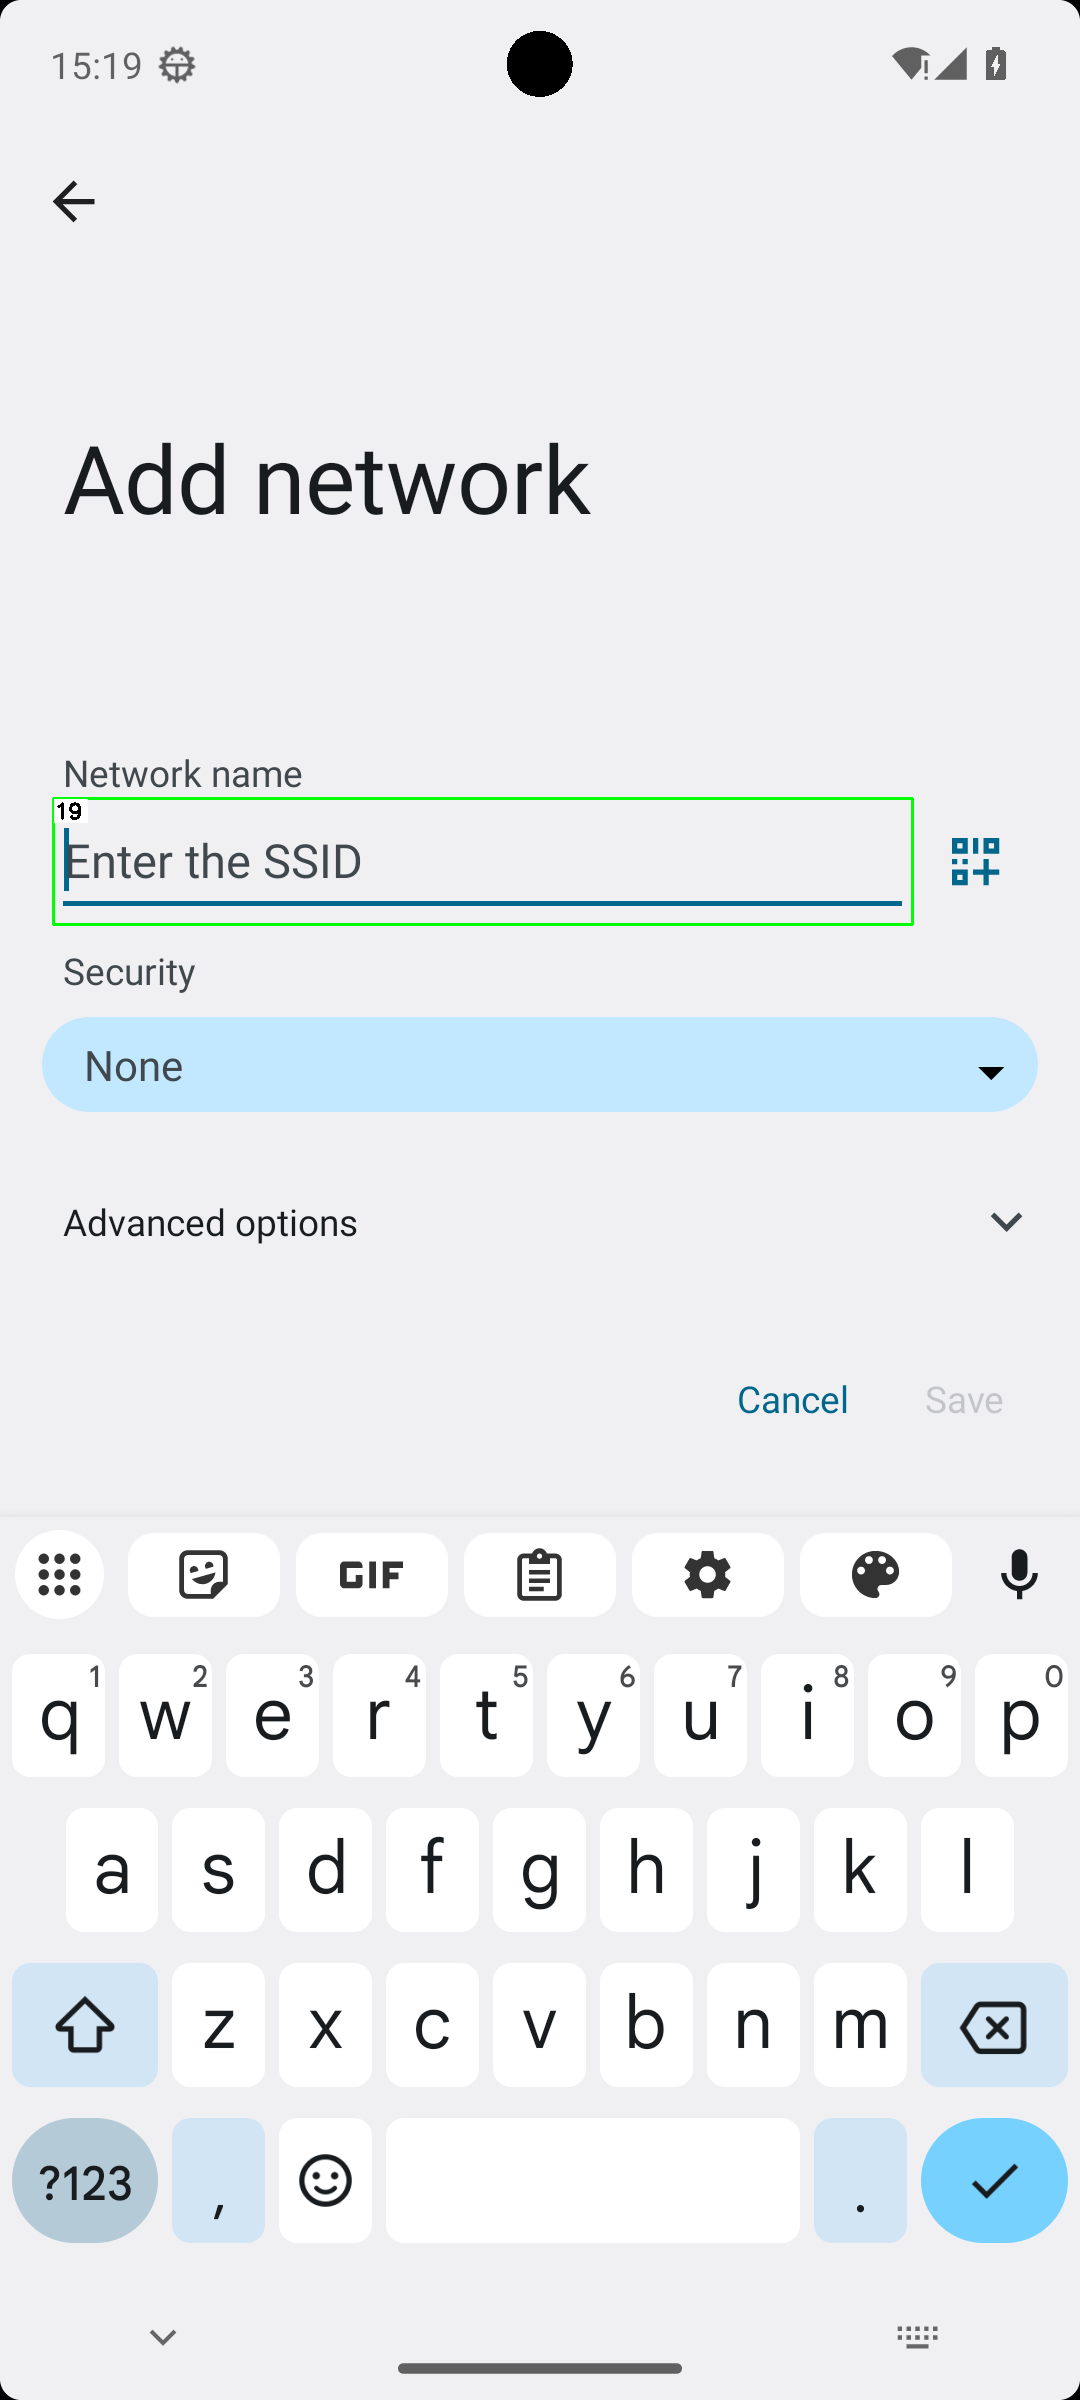 15:19
Add network
Network name
19
Enter the SSID
Security
None
Advanced options
Cancel Save
GIF
q1 w2 e3 r4 t5 y6 u7 i8 o9 p0
a s d f g h j k l
z x c v b n m
?123 , .